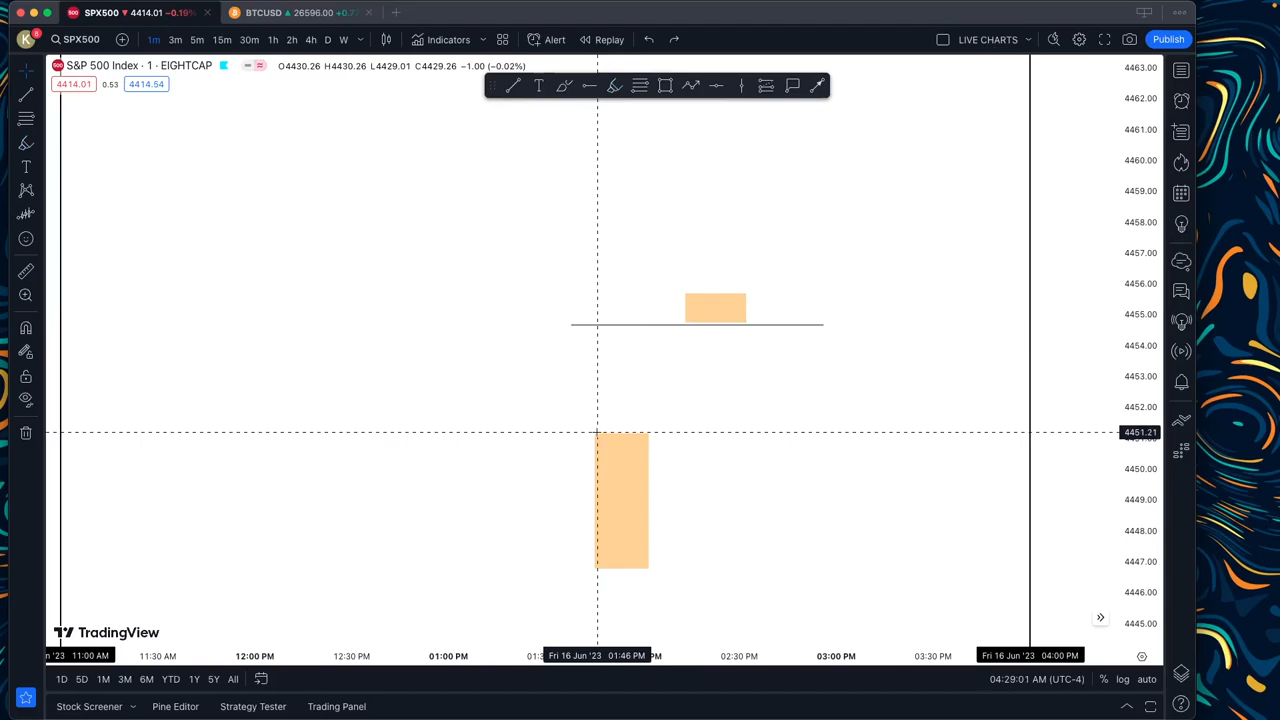 500 SPX500 ▼ 4414.01 −0.19% ×
BTCUSD ▲ 26596.00 +0.7 ×
K 6 SPX500 1m 3m 5m 15m 30m 1h 2h 4h D W Indicators Alert Replay LIVE CHARTS Publish
500 S&P 500 Index · 1 · EIGHTCAP O4430.26 H4430.26 L4429.01 C4429.26 −1.00 (−0.02%)
4414.01 0.53 4414.54
4463.00
4462.00
4461.00
4460.00
4459.00
4458.00
4457.00
4456.00
4455.00
4454.00
4453.00
4452.00
4451.21
4450.00
4449.00
4448.00
4447.00
4446.00
4445.00
TradingView
n '23 11:00 AM 11:30 AM 12:00 PM 12:30 PM 01:00 PM 01:3 Fri 16 Jun '23 01:46 PM PM 02:30 PM 03:00 PM 03:30 PM Fri 16 Jun '23 04:00 PM
1D 5D 1M 3M 6M YTD 1Y 5Y All 04:29:01 AM (UTC-4) % log auto
Stock Screener Pine Editor Strategy Tester Trading Panel